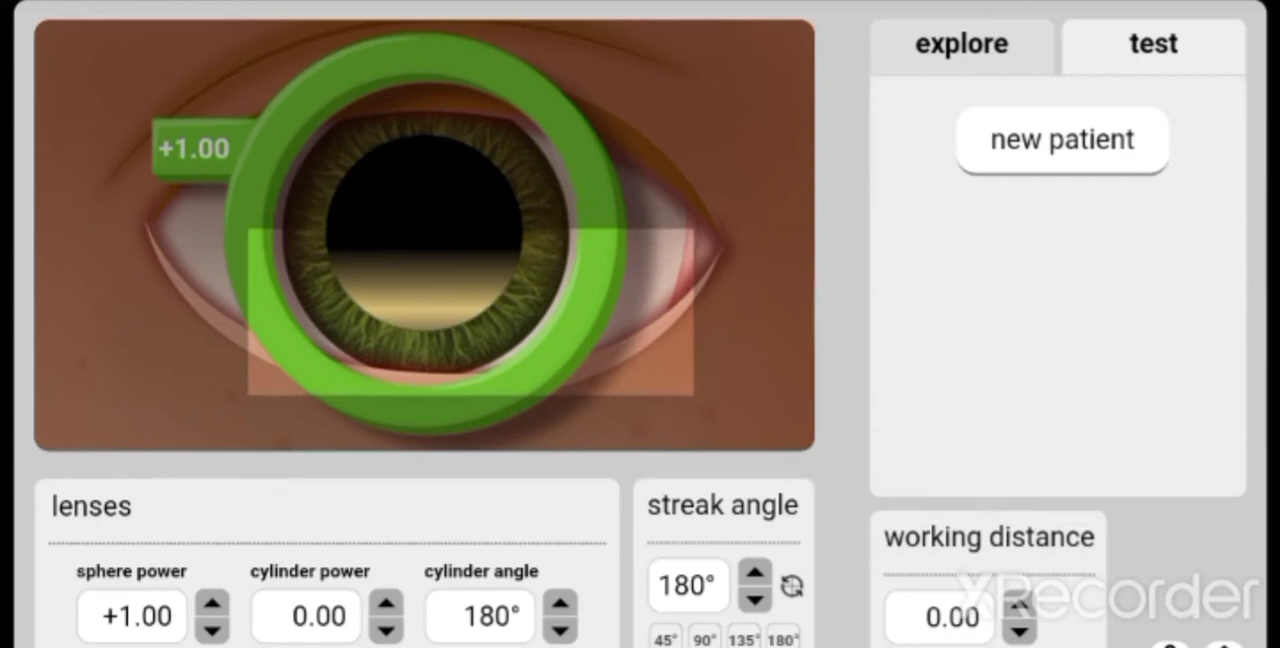 explore
test
+1.00
new patient
lenses
streak angle
working distance
sphere power
cylinder power
cylinder angle
+1.00
0.00
180°
180°
0.00
45°
90°
135°
180°
XRecorder